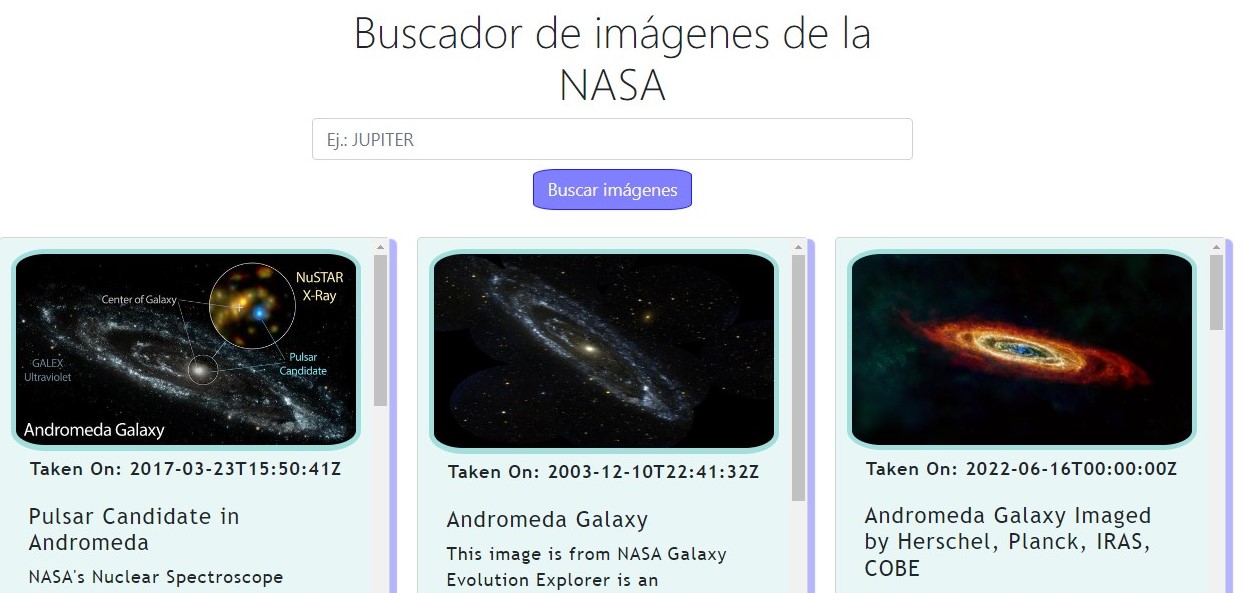 Buscador de imágenes de la
NASA
Ej.: JUPITER
Buscar imágenes
NuSTAR
X-Ray
Center of Galaxy
GALEX
Ultraviolet
Pulsar
Candidate
Andromeda Galaxy
Taken On: 2017-03-23T15:50:41Z
Pulsar Candidate in
Andromeda
NASA's Nuclear Spectroscope
Taken On: 2003-12-10T22:41:32Z
Andromeda Galaxy
This image is from NASA Galaxy
Evolution Explorer is an
Taken On: 2022-06-16T00:00:00Z
Andromeda Galaxy Imaged
by Herschel, Planck, IRAS,
COBE